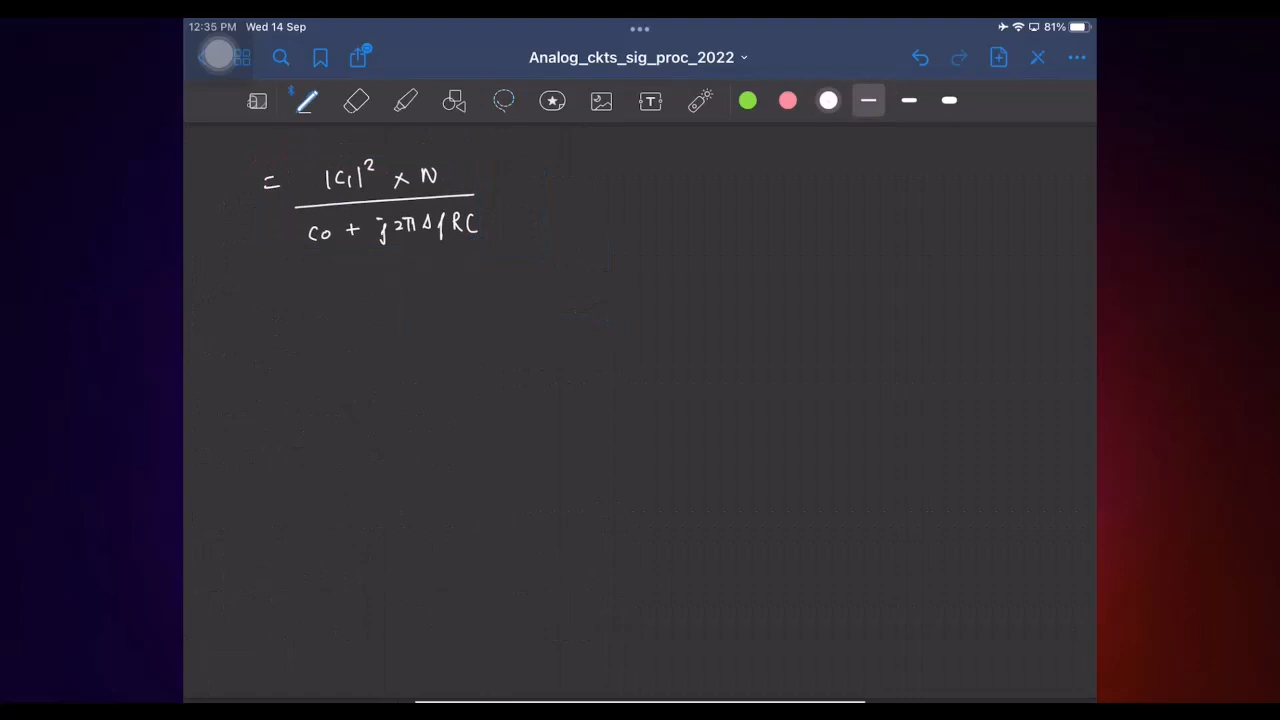 12:35 PM Wed 14 Sep
81%
Analog_ckts_sig_proc_2022
T
= |C1|² × N
c0 + j2πΔfRC